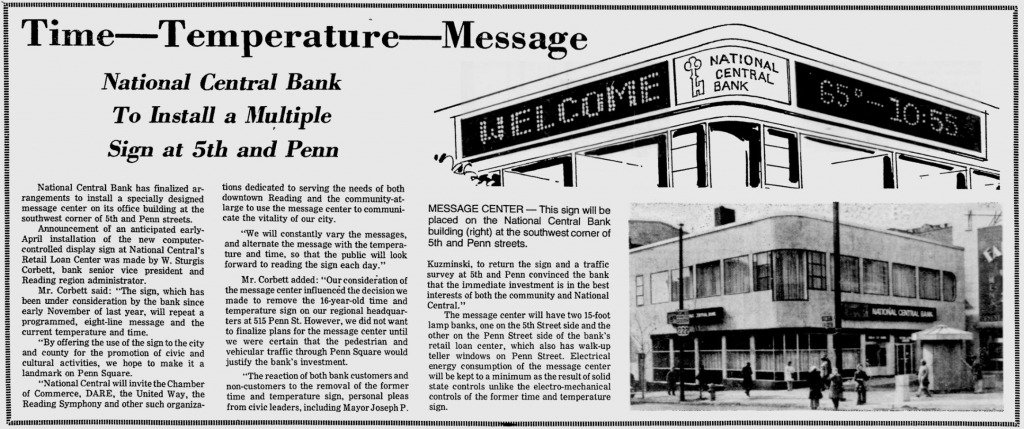 Time—Temperature—Message
National Central Bank
To Install a Multiple
Sign at 5th and Penn
National Central Bank has finalized ar-
rangements to install a specially designed
message center on its office building at the
southwest corner of 5th and Penn streets.
Announcement of an anticipated early-
April installation of the new computer-
controlled display sign at National Central's
Retail Loan Center was made by W. Sturgis
Corbett, bank senior vice president and
Reading region administrator.
Mr. Corbett said: "The sign, which has
been under consideration by the bank since
early November of last year, will repeat a
programmed, eight-line message and the
current temperature and time.
"By offering the use of the sign to the city
and county for the promotion of civic and
cultural activities, we hope to make it a
landmark on Penn Square.
"National Central will invite the Chamber
of Commerce, DARE, the United Way, the
Reading Symphony and other such organiza-
tions dedicated to serving the needs of both
downtown Reading and the community-at-
large to use the message center to communi-
cate the vitality of our city.
"We will constantly vary the messages,
and alternate the message with the tempera-
ture and time, so that the public will look
forward to reading the sign each day."
Mr. Corbett added: "Our consideration of
the message center influenced the decision we
made to remove the 16-year-old time and
temperature sign on our regional headquar-
ters at 515 Penn St. However, we did not want
to finalize plans for the message center until
we were certain that the pedestrian and
vehicular traffic through Penn Square would
justify the bank's investment.
"The reaction of both bank customers and
non-customers to the removal of the former
time and temperature sign, personal pleas
from civic leaders, including Mayor Joseph P.
WELCOME
NATIONAL
CENTRAL
BANK
65°—10:55
MESSAGE CENTER — This sign will be
placed on the National Central Bank
building (right) at the southwest corner of
5th and Penn streets.
Kuzminski, to return the sign and a traffic
survey at 5th and Penn convinced the bank
that the immediate investment is in the best
interests of both the community and National
Central."
The message center will have two 15-foot
lamp banks, one on the 5th Street side and the
other on the Penn Street side of the bank's
retail loan center, which also has walk-up
teller windows on Penn Street. Electrical
energy consumption of the message center
will be kept to a minimum as the result of solid
state controls unlike the electro-mechanical
controls of the former time and temperature
sign.
NATIONAL CENTRAL BANK